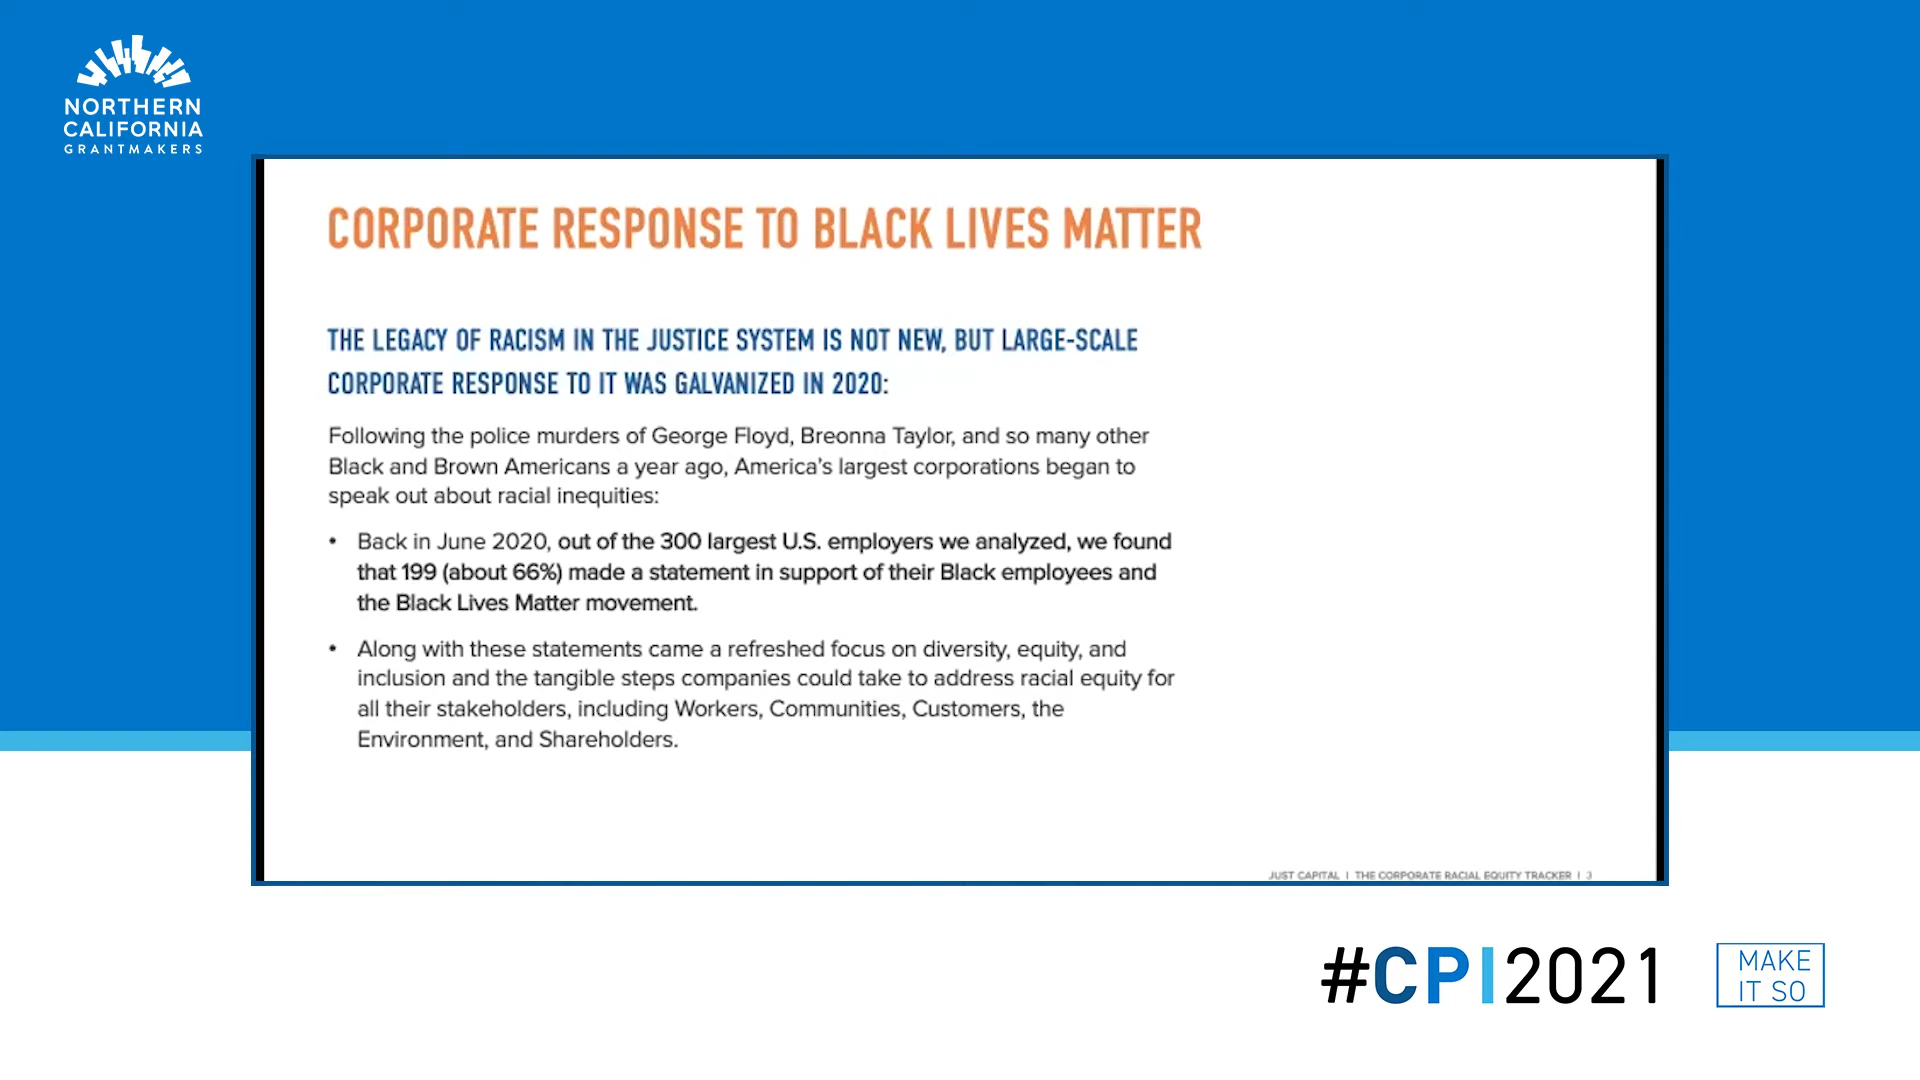 NORTHERN
CALIFORNIA
GRANTMAKERS
CORPORATE RESPONSE TO BLACK LIVES MATTER
THE LEGACY OF RACISM IN THE JUSTICE SYSTEM IS NOT NEW, BUT LARGE-SCALE
CORPORATE RESPONSE TO IT WAS GALVANIZED IN 2020:
Following the police murders of George Floyd, Breonna Taylor, and so many other
Black and Brown Americans a year ago, America's largest corporations began to
speak out about racial inequities:
• Back in June 2020, out of the 300 largest U.S. employers we analyzed, we found
that 199 (about 66%) made a statement in support of their Black employees and
the Black Lives Matter movement.
• Along with these statements came a refreshed focus on diversity, equity, and
inclusion and the tangible steps companies could take to address racial equity for
all their stakeholders, including Workers, Communities, Customers, the
Environment, and Shareholders.
JUST CAPITAL | THE CORPORATE RACIAL EQUITY TRACKER | 3
#CPI2021
MAKE
IT SO